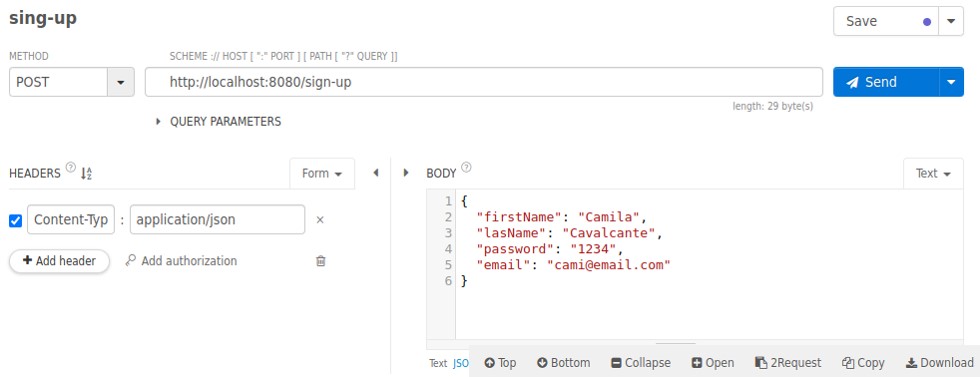 sing-up
Save
METHOD
SCHEME :// HOST [ ":" PORT ] [ PATH [ "?" QUERY ]]
POST
http://localhost:8080/sign-up
Send
length: 29 byte(s)
QUERY PARAMETERS
HEADERS ? A Z
Form
BODY ?
Text
Content-Typ : application/json ×
+ Add header
Add authorization
1 {
2 "firstName": "Camila",
3 "lasName": "Cavalcante",
4 "password": "1234",
5 "email": "cami@email.com"
6 }
Text JSO
Top
Bottom
Collapse
Open
2Request
Copy
Download